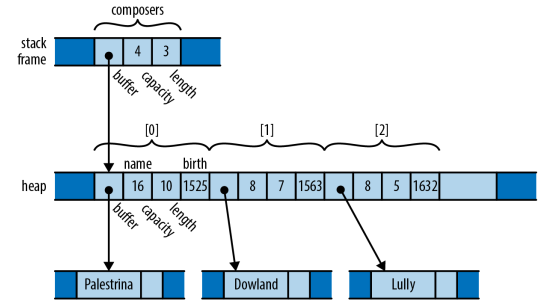 composers
stack
frame
4 3
buffer capacity length
[0] [1] [2]
name birth
heap
16 10 1525 8 7 1563 8 5 1632
buffer capacity length
Palestrina Dowland Lully